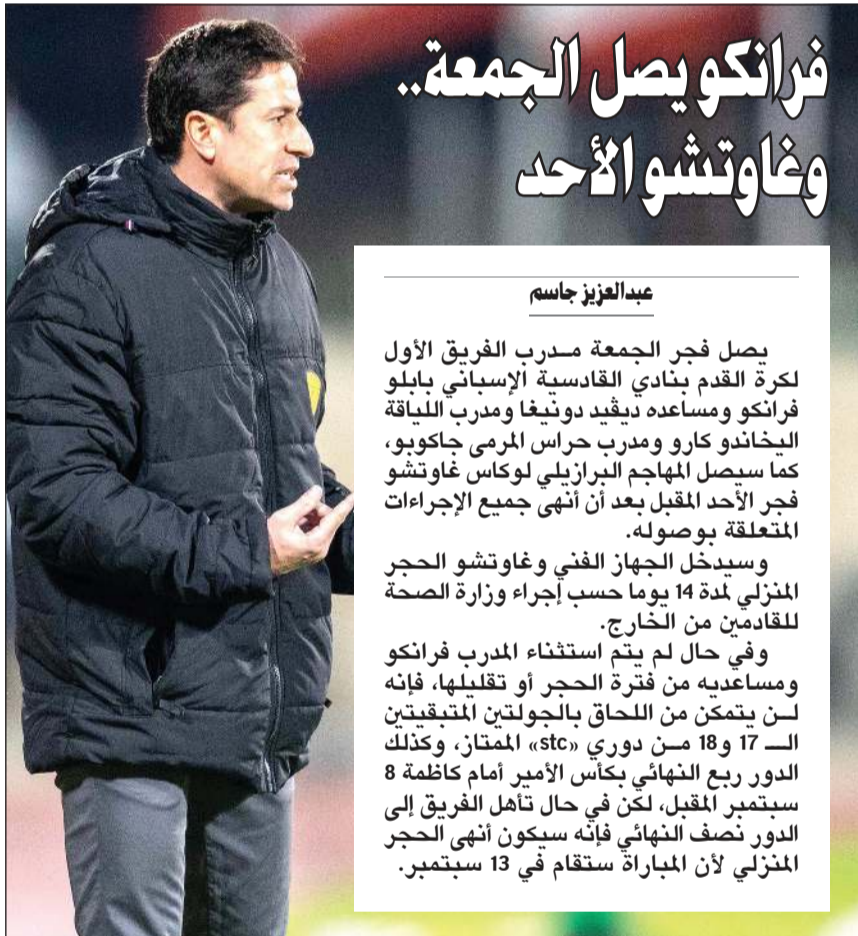 فرانكو يصل الجمعة..
وغاوتشو الأحد
عبدالعزيز جاسم
يصل فجر الجمعة مـدرب الفريق الأول
لكرة القدم بنادي القادسية الإسباني بابلو
فرانكو ومساعده ديڤيد دونيغا ومدرب اللياقة
اليخاندو كارو ومدرب حراس المرمى جاكوبو،
كما سيصل المهاجم البرازيلي لوكاس غاوتشو
فجر الأحد المقبل بعد أن أنهى جميع الإجراءات
المتعلقة بوصوله.
وسيدخل الجهاز الفني وغاوتشو الحجر
المنزلي لمدة 14 يوما حسب إجراء وزارة الصحة
للقادمين من الخارج.
وفي حال لم يتم استثناء المدرب فرانكو
ومساعديه من فترة الحجر أو تقليلها، فإنه
لـن يتمكن من اللحاق بالجولتين المتبقيتين
الـــ 17 و18 مـن دوري «stc» الممتاز، وكذلك
الدور ربع النهائي بكأس الأمير أمام كاظمة 8
سبتمبر المقبل، لكن في حال تأهل الفريق إلى
الدور نصف النهائي فإنه سيكون أنهى الحجر
المنزلي لأن المباراة ستقام في 13 سبتمبر.